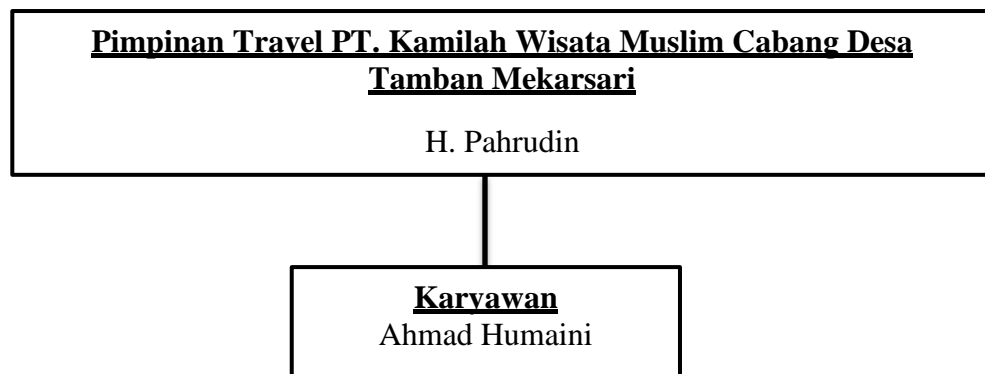 Pimpinan Travel PT. Kamilah Wisata Muslim Cabang Desa
Tamban Mekarsari
H. Pahrudin
Karyawan
Ahmad Humaini